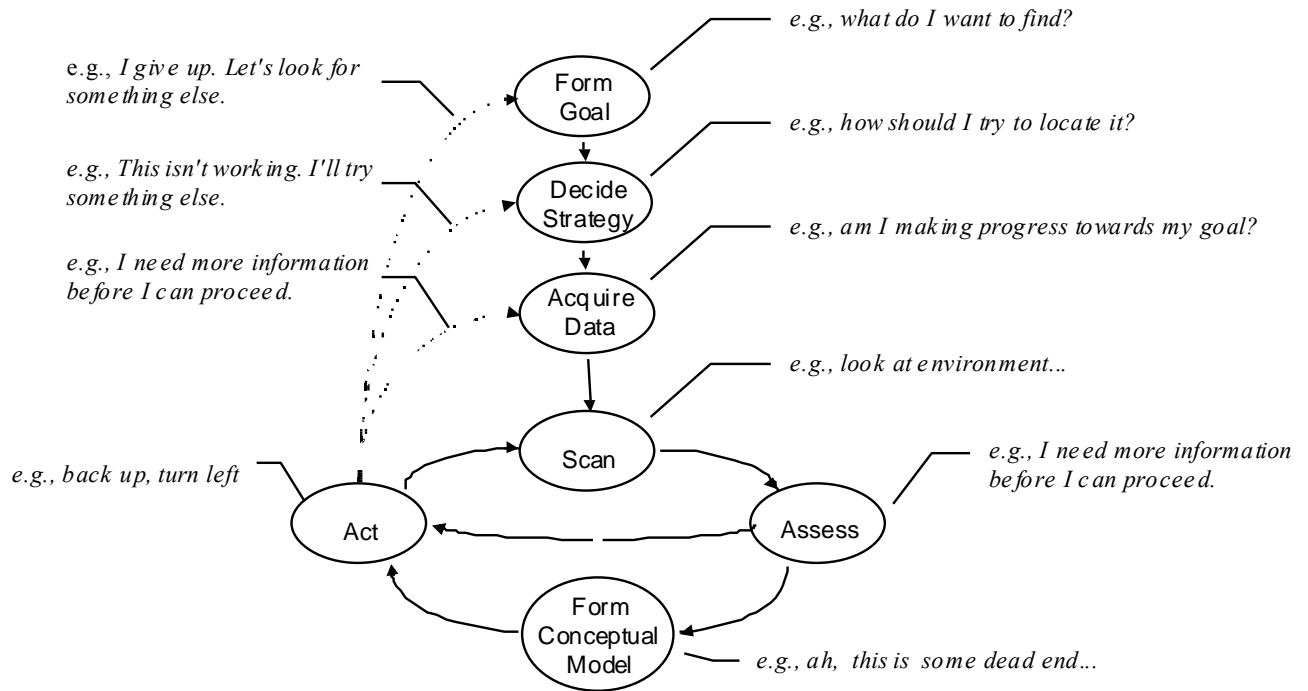 e.g., what do I want to find?
e.g., I give up. Let's look for
something else.
Form
Goal
e.g., how should I try to locate it?
e.g., This isn't working. I'll try
something else.
Decide
Strategy
e.g., am I making progress towards my goal?
e.g., I need more information
before I can proceed.
Acquire
Data
e.g., look at environment...
Scan
e.g., back up, turn left
e.g., I need more information
before I can proceed.
Act
Assess
Form
Conceptual
Model
e.g., ah, this is some dead end...